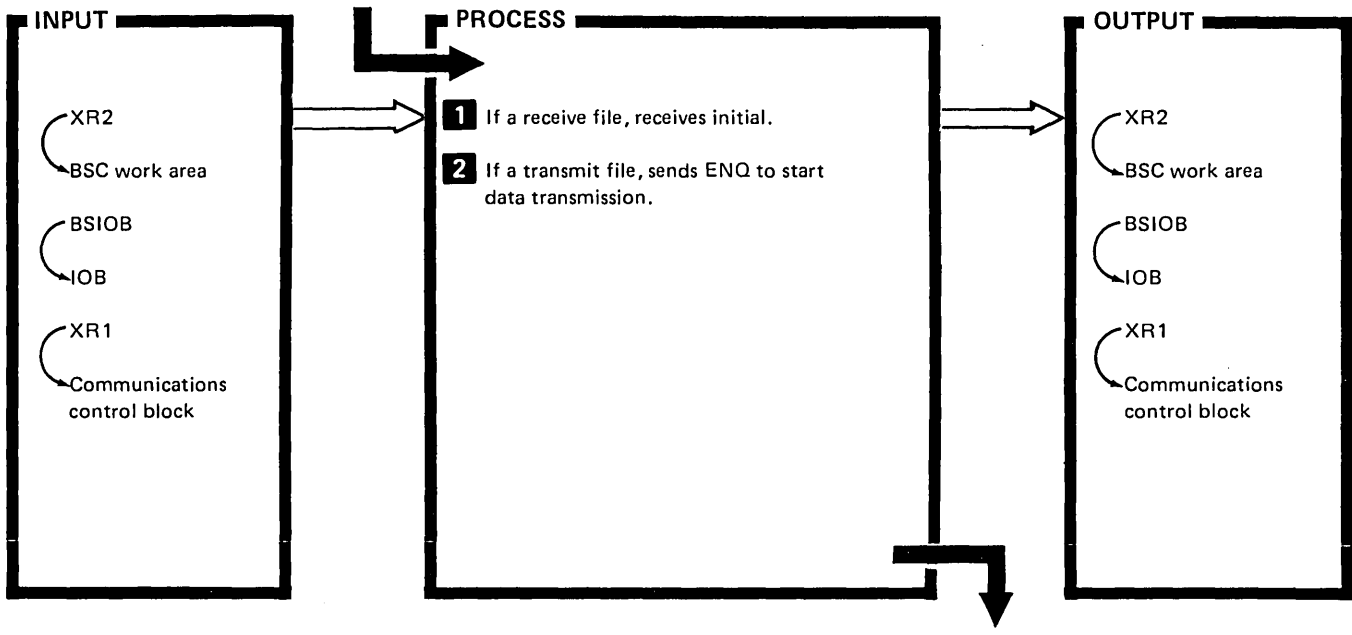 INPUT
XR2
BSC work area
BSIOB
IOB
XR1
Communications
control block
PROCESS
1 If a receive file, receives initial.
2 If a transmit file, sends ENQ to start
data transmission.
OUTPUT
XR2
BSC work area
BSIOB
IOB
XR1
Communications
control block